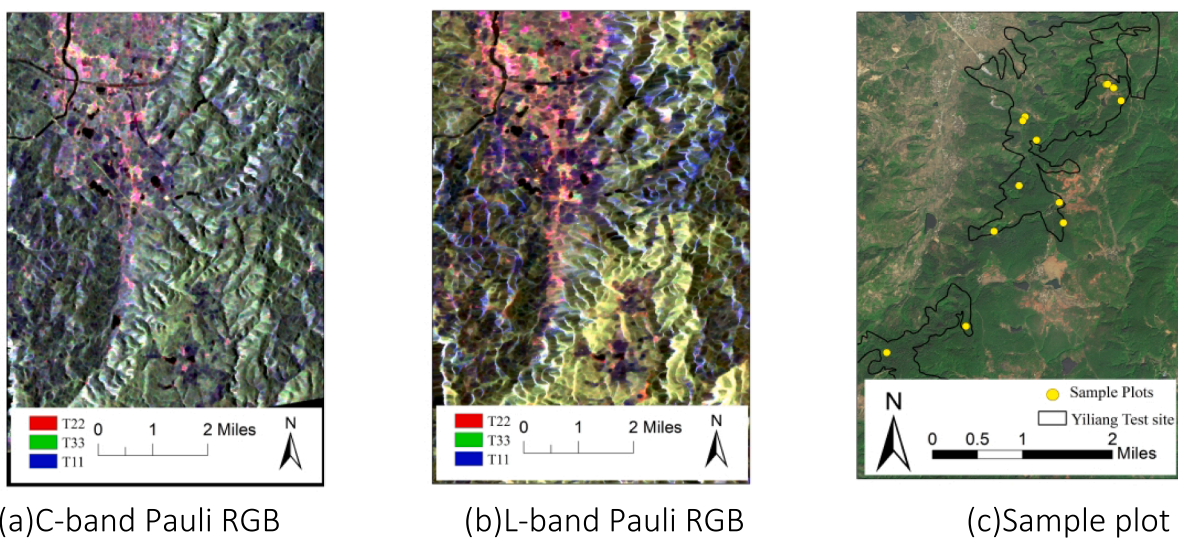 T22
T33
T11
0 1 2 Miles
N
T22
T33
T11
0 1 2 Miles
N
N
Sample Plots
Yiliang Test site
0 0.5 1 2
Miles
(a)C-band Pauli RGB
(b)L-band Pauli RGB
(c)Sample plot